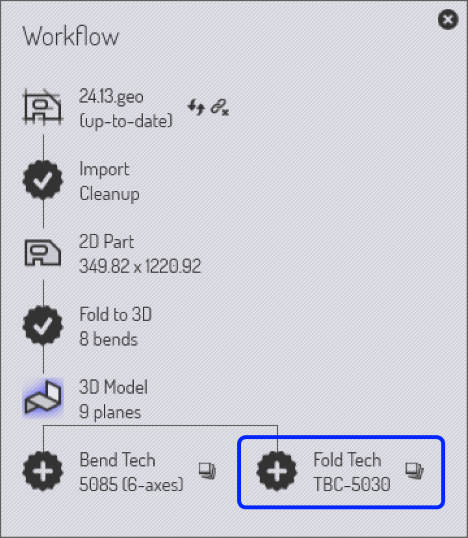 Workflow
24.13.geo
(up-to-date)
Import
Cleanup
2D Part
349.82 x 1220.92
Fold to 3D
8 bends
3D Model
9 planes
Bend Tech
5085 (6-axes)
Fold Tech
TBC-5030